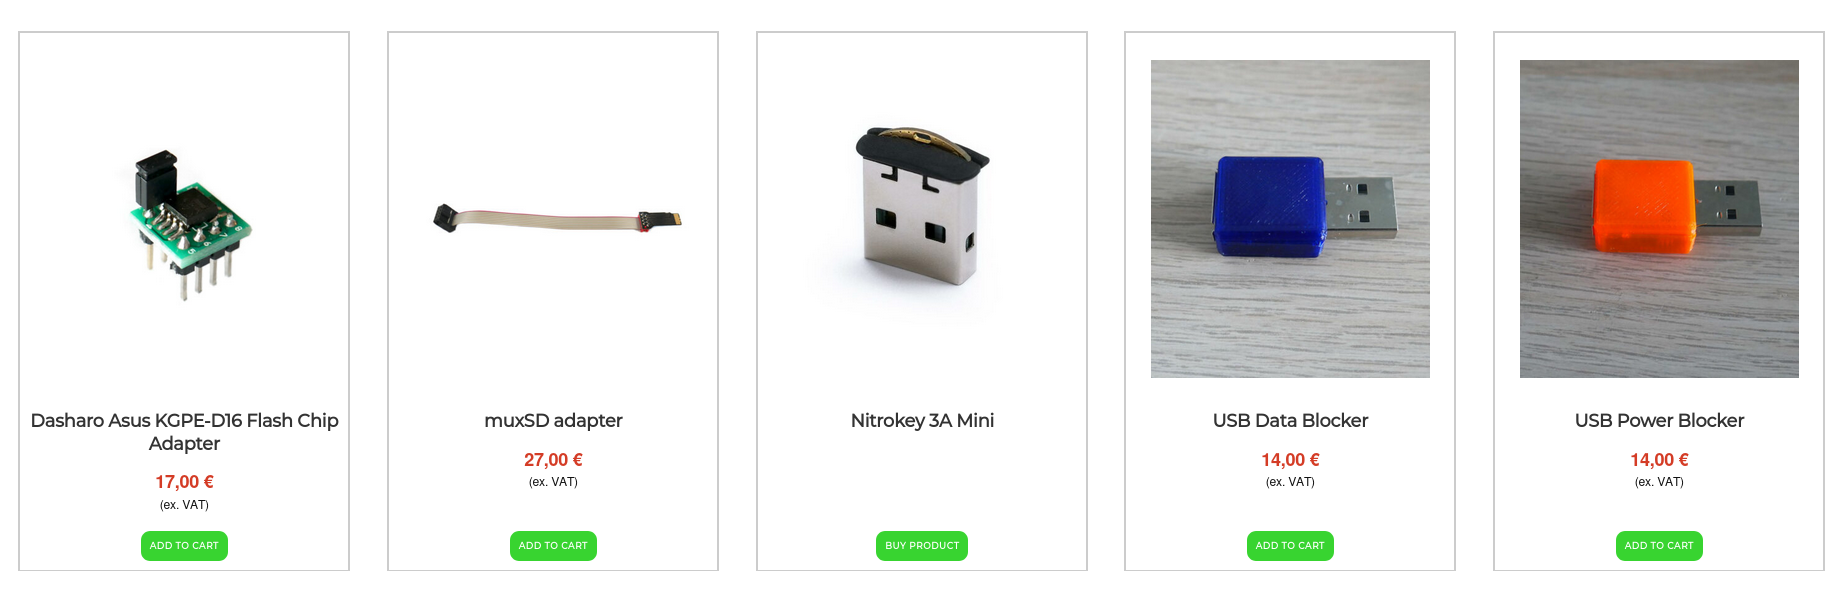 Dasharo Asus KGPE-D16 Flash Chip
Adapter
17,00 €
(ex. VAT)
ADD TO CART
muxSD adapter
27,00 €
(ex. VAT)
ADD TO CART
Nitrokey 3A Mini
BUY PRODUCT
USB Data Blocker
14,00 €
(ex. VAT)
ADD TO CART
USB Power Blocker
14,00 €
(ex. VAT)
ADD TO CART